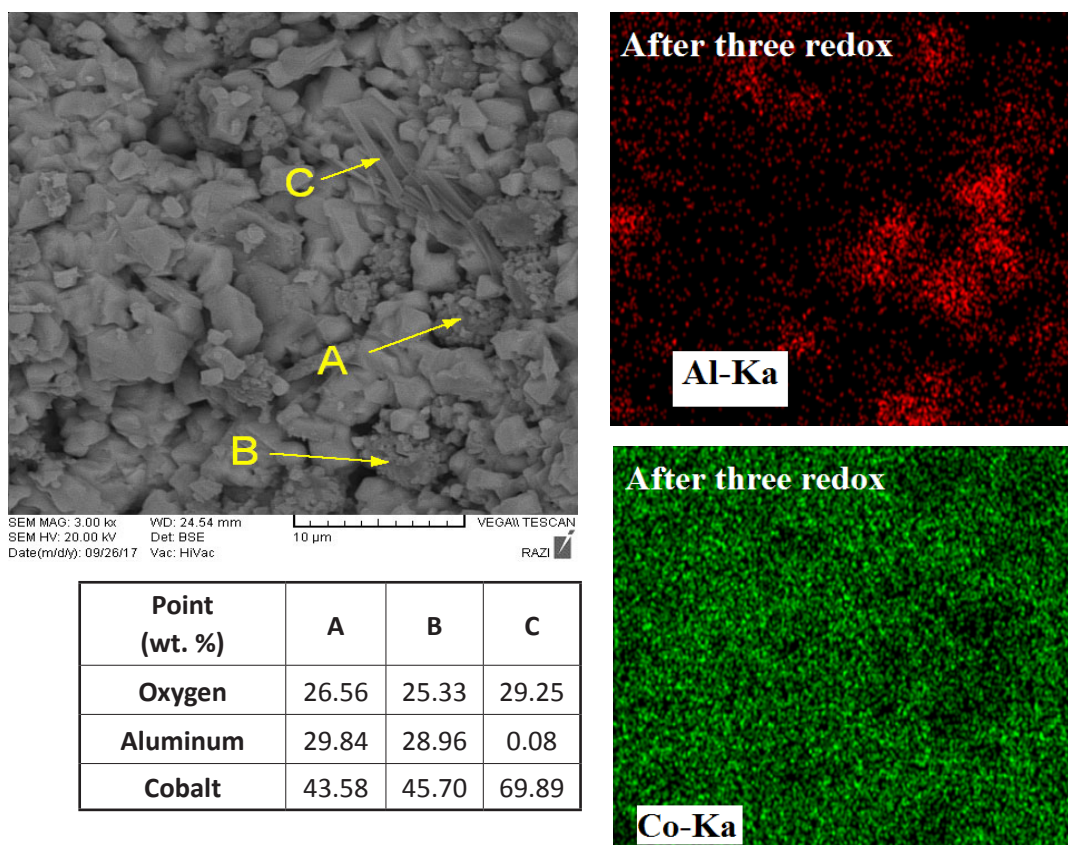 C
A
B
SEM MAG: 3.00 kx WD: 24.54 mm VEGA\\ TESCAN
SEM HV: 20.00 kV Det: BSE 10 µm
Date(m/d/y): 09/26/17 Vac: HiVac RAZI
Point
(wt. %) A B C
Oxygen 26.56 25.33 29.25
Aluminum 29.84 28.96 0.08
Cobalt 43.58 45.70 69.89
After three redox
Al-Ka
After three redox
Co-Ka